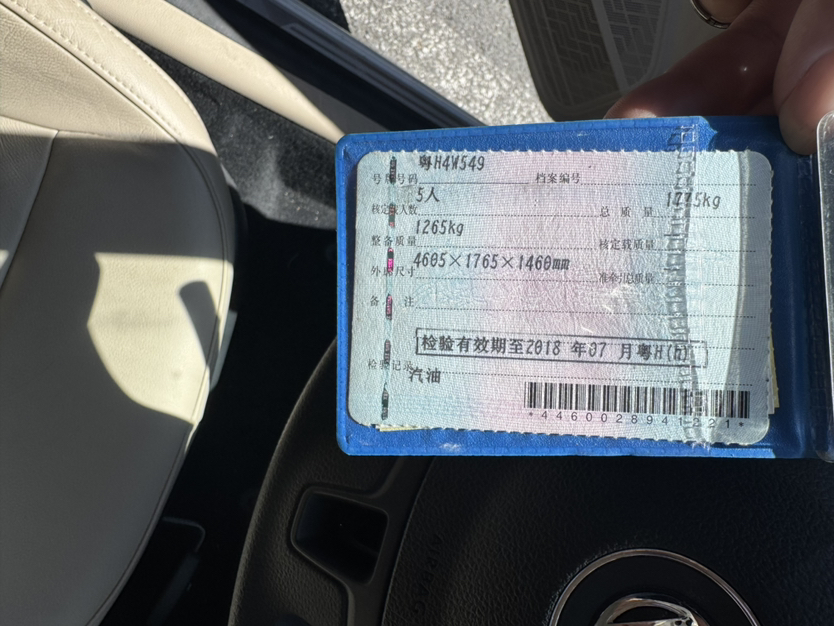 号牌号码 粤H4W549 档案编号
核定载人数 5人 总质量 1775kg
整备质量 1265kg 核定载质量
外廓尺寸 4605×1765×1460mm 准牵引总质量
备注
检验有效期至2018 年07 月粤H(h)
检验记录 汽油
*4460028941221*